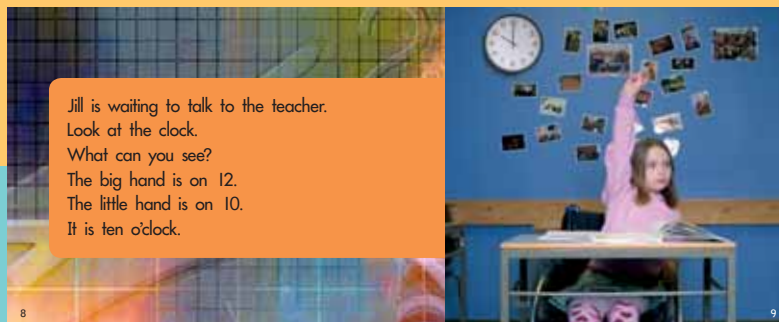 Jill is waiting to talk to the teacher.
Look at the clock.
What can you see?
The big hand is on 12.
The little hand is on 10.
It is ten o'clock.
8
9